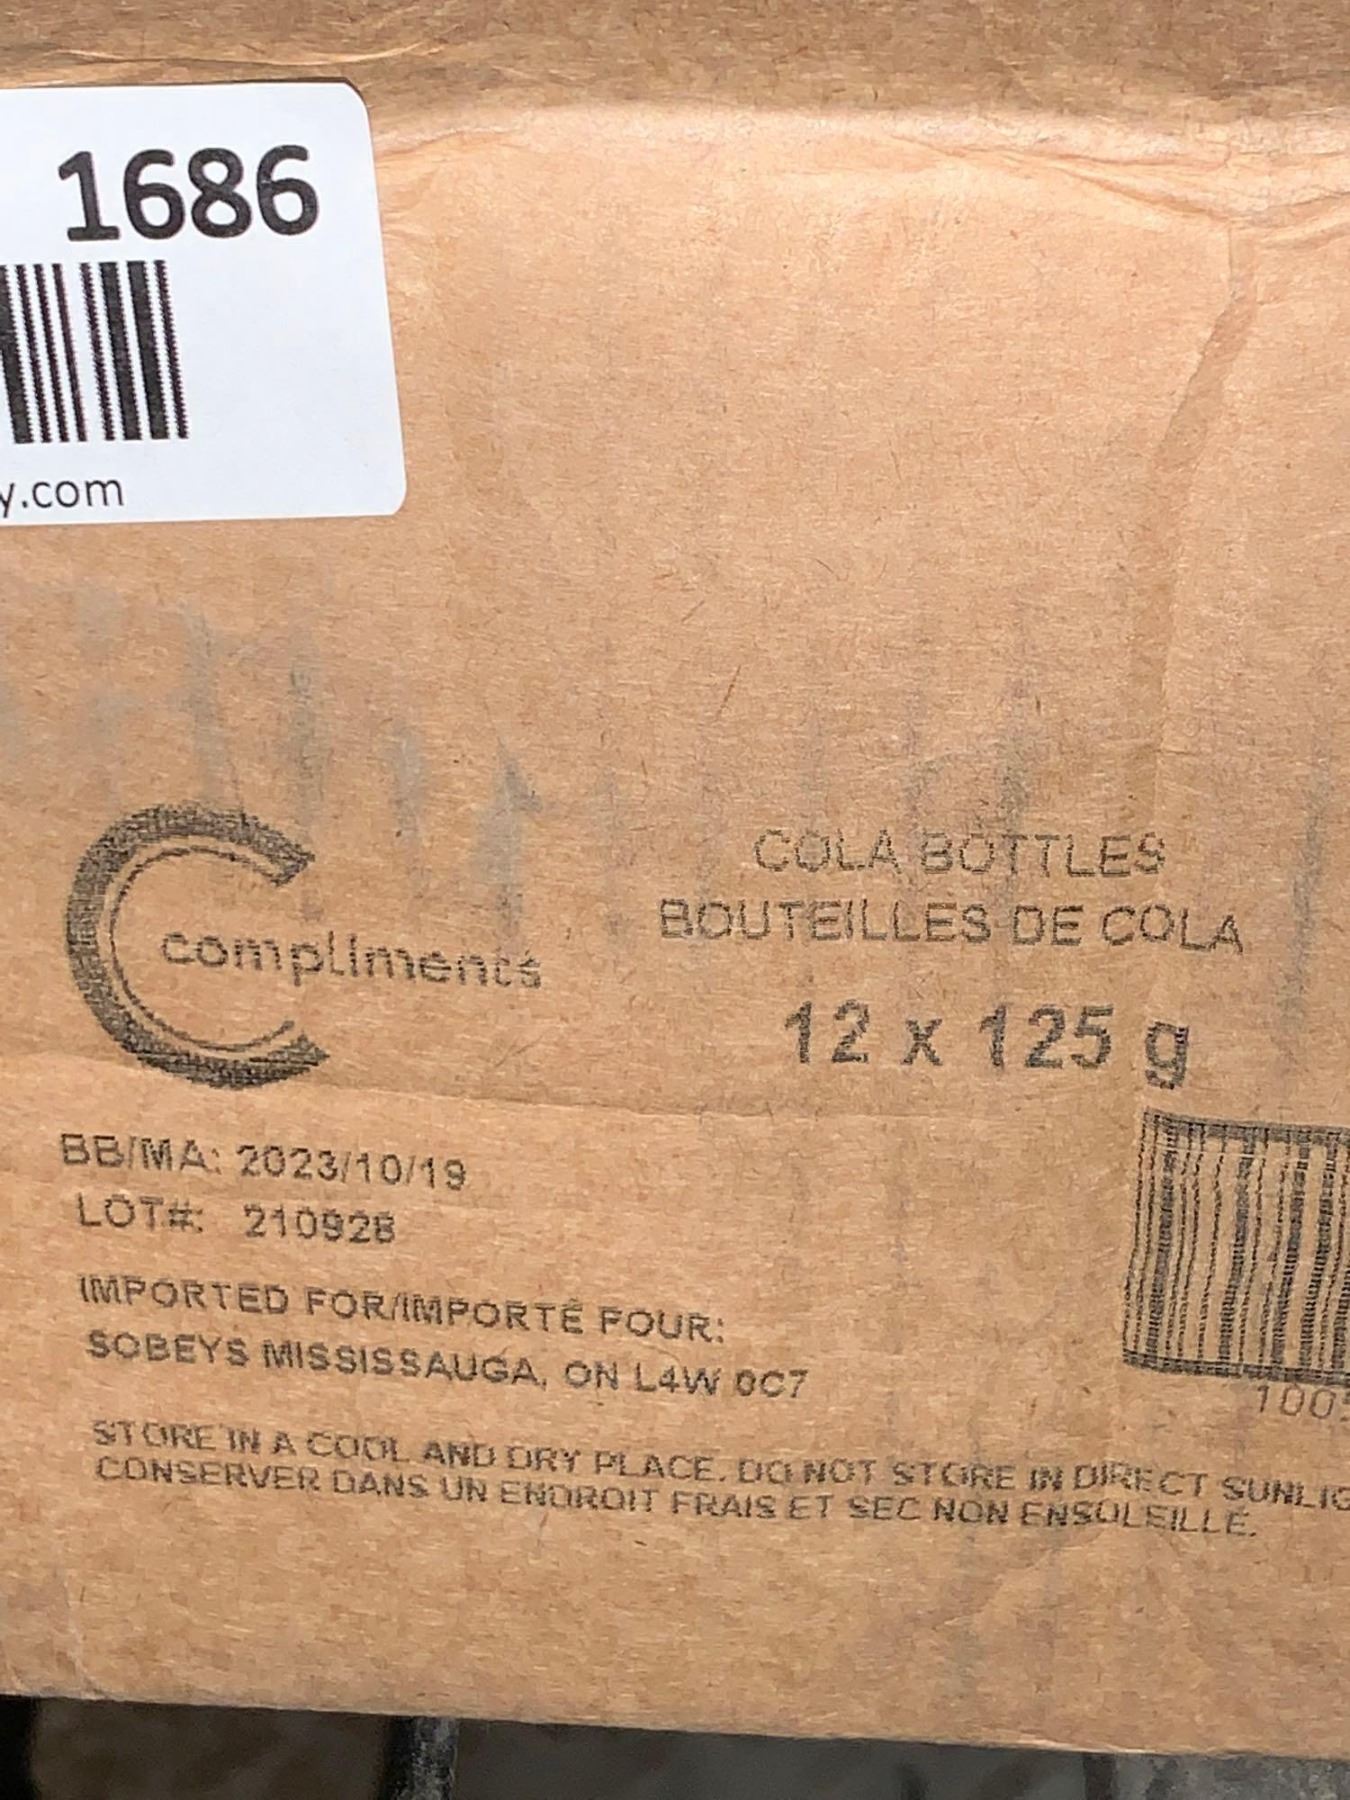 1686
y.com
compliments
COLA BOTTLES
BOUTEILLES DE COLA
12 x 125 g
BB/MA: 2023/10/19
LOT#: 210928
IMPORTED FOR/IMPORTÉ POUR:
SOBEYS MISSISSAUGA, ON L4W 0C7
100
STORE IN A COOL AND DRY PLACE. DO NOT STORE IN DIRECT SUNLIG
CONSERVER DANS UN ENDROIT FRAIS ET SEC NON ENSOLEILLÉ.